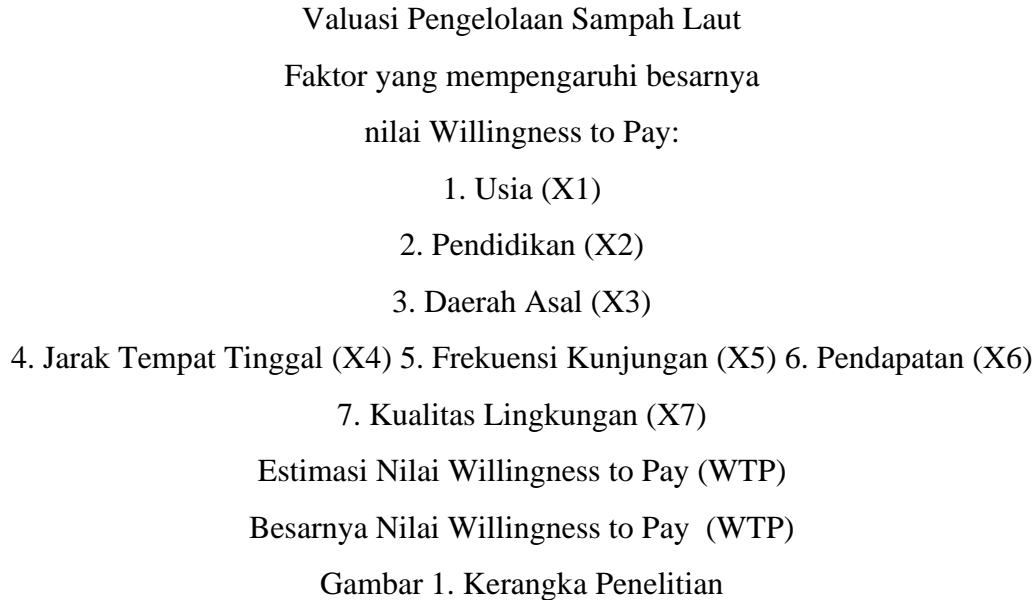 Valuasi Pengelolaan Sampah Laut
Faktor yang mempengaruhi besarnya
nilai Willingness to Pay:
1. Usia (X1)
2. Pendidikan (X2)
3. Daerah Asal (X3)
4. Jarak Tempat Tinggal (X4) 5. Frekuensi Kunjungan (X5) 6. Pendapatan (X6)
7. Kualitas Lingkungan (X7)
Estimasi Nilai Willingness to Pay (WTP)
Besarnya Nilai Willingness to Pay (WTP)
Gambar 1. Kerangka Penelitian